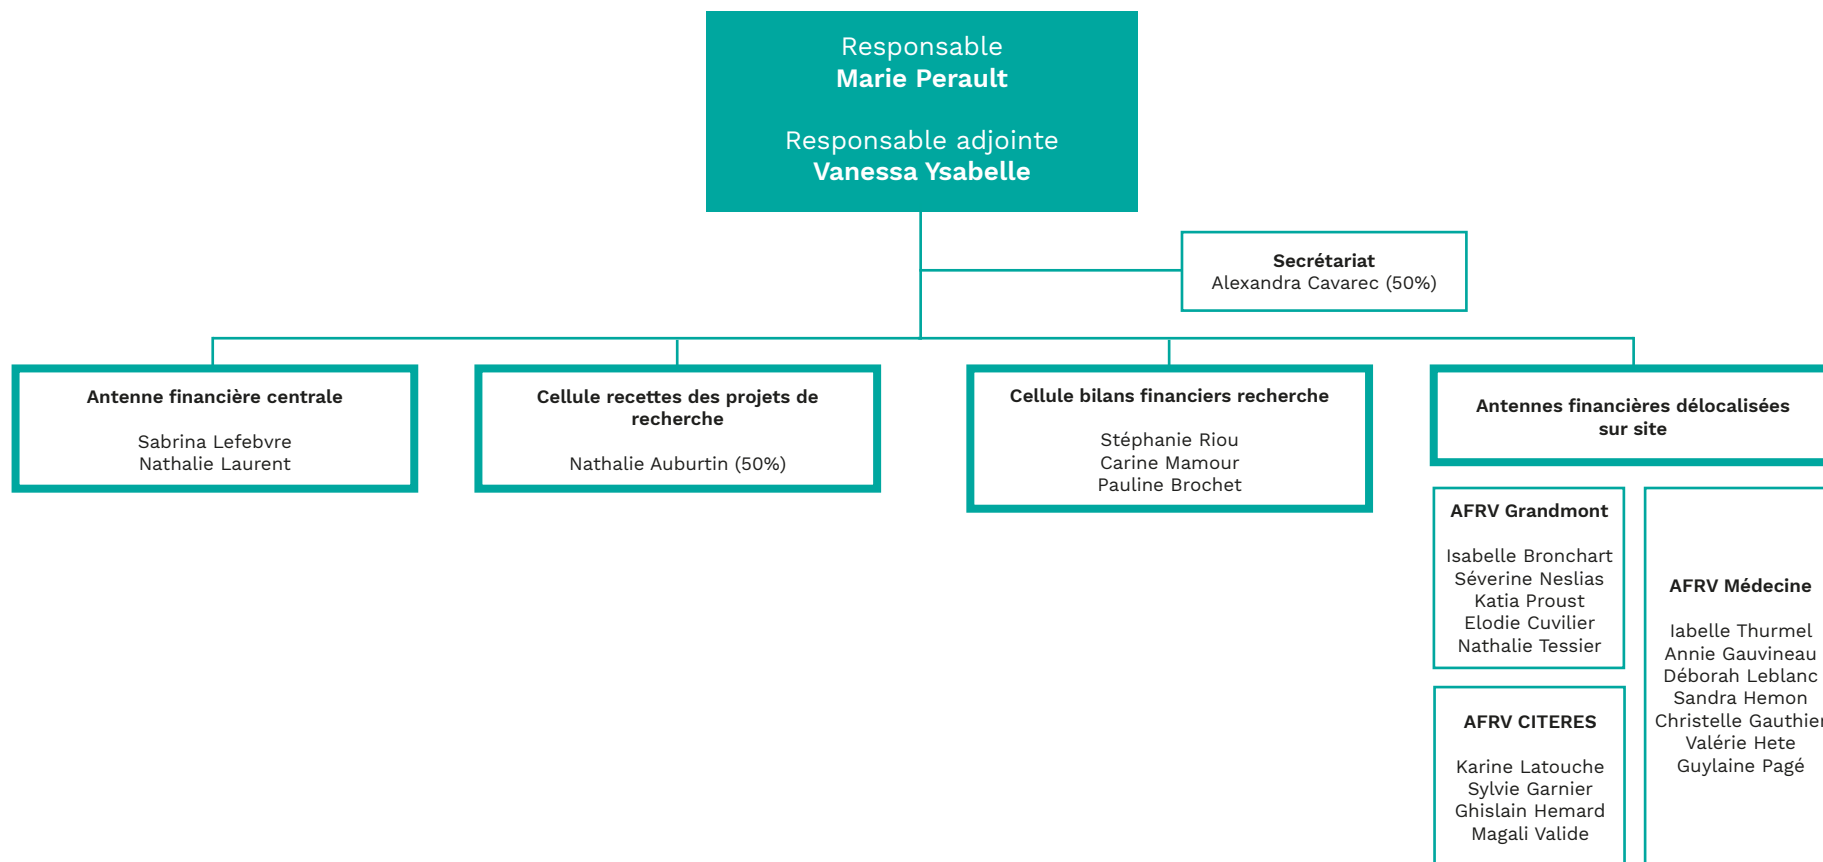 Responsable
Marie Perault
Responsable adjointe
Vanessa Ysabelle
Secrétariat
Alexandra Cavarec (50%)
Antenne financière centrale
Sabrina Lefebvre
Nathalie Laurent
Cellule recettes des projets de
recherche
Nathalie Auburtin (50%)
Cellule bilans financiers recherche
Stéphanie Riou
Carine Mamour
Pauline Brochet
Antennes financières délocalisées
sur site
AFRV Grandmont
Isabelle Bronchart
Séverine Neslias
Katia Proust
Elodie Cuvilier
Nathalie Tessier
AFRV CITERES
Karine Latouche
Sylvie Garnier
Ghislain Hemard
Magali Valide
AFRV Médecine
Iabelle Thurmel
Annie Gauvineau
Déborah Leblanc
Sandra Hemon
Christelle Gauthier
Valérie Hete
Guylaine Pagé